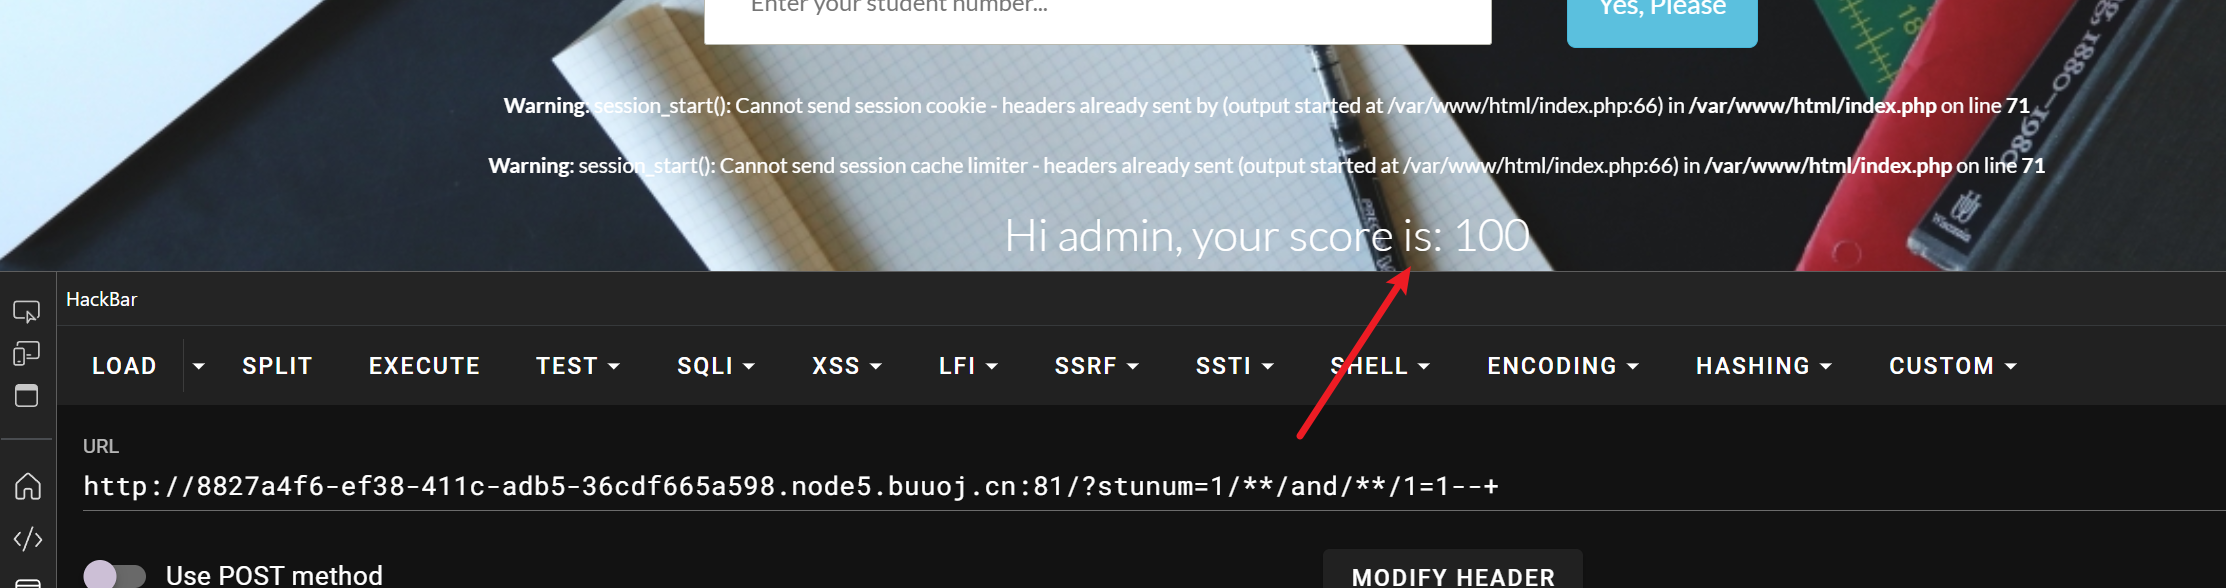 Enter your student number...
Yes, Please
18
1880—1980
Warning: session_start(): Cannot send session cookie - headers already sent by (output started at /var/www/html/index.php:66) in /var/www/html/index.php on line 71
Warning: session_start(): Cannot send session cache limiter - headers already sent (output started at /var/www/html/index.php:66) in /var/www/html/index.php on line 71
Hi admin, your score is: 100
HackBar
LOAD SPLIT EXECUTE TEST SQLI XSS LFI SSRF SSTI SHELL ENCODING HASHING CUSTOM
URL
http://8827a4f6-ef38-411c-adb5-36cdf665a598.node5.buuoj.cn:81/?stunum=1/**/and/**/1=1--+
Use POST method
MODIFY HEADER